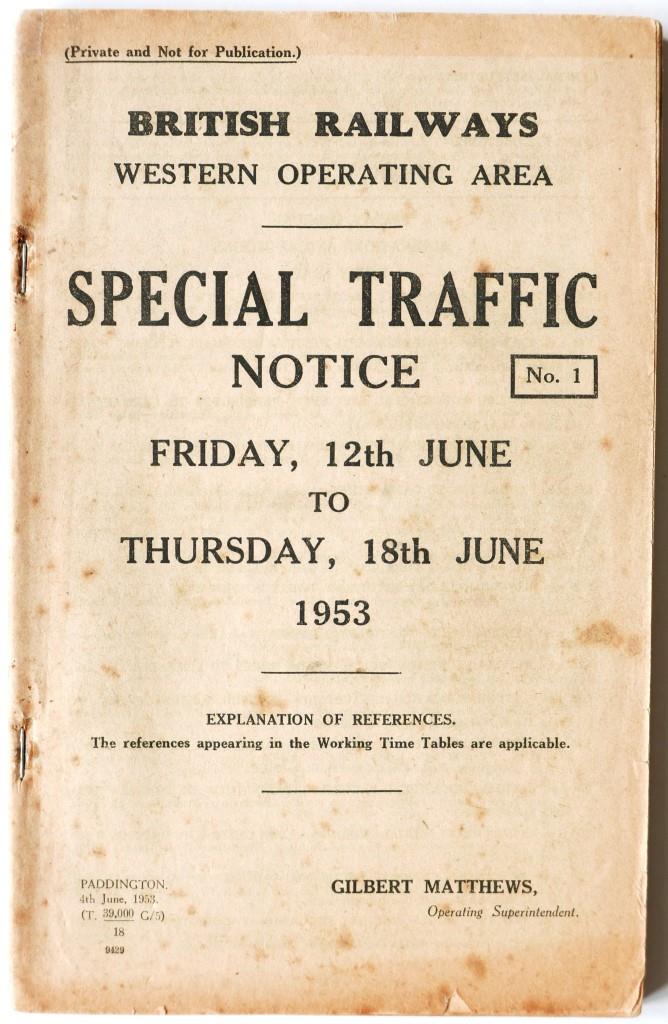 (Private and Not for Publication.)
BRITISH RAILWAYS
WESTERN OPERATING AREA
SPECIAL TRAFFIC
NOTICE
No. 1
FRIDAY, 12th JUNE
TO
THURSDAY, 18th JUNE
1953
EXPLANATION OF REFERENCES.
The references appearing in the Working Time Tables are applicable.
PADDINGTON.
4th June, 1953.
(T. 39,000 G/5)
18
9429
GILBERT MATTHEWS,
Operating Superintendent.